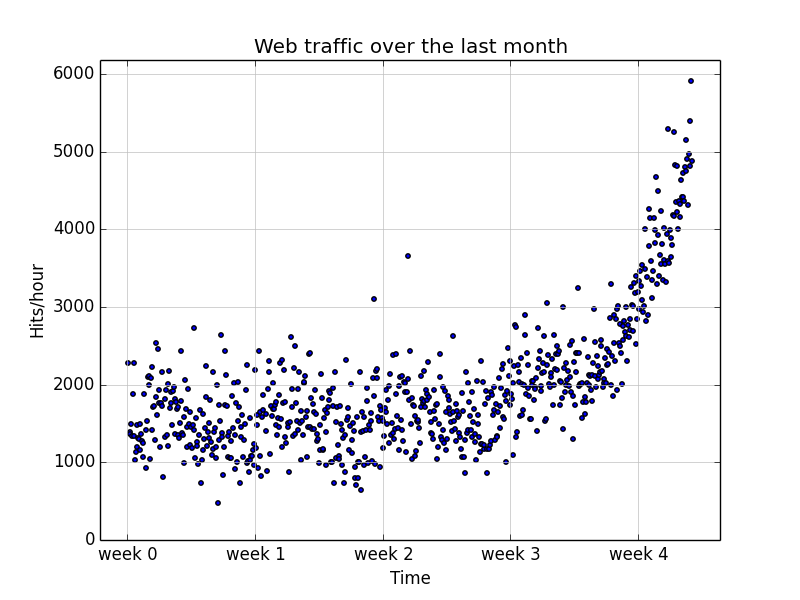 Web traffic over the last month
6000
5000
4000
3000
2000
1000
0
Hits/hour
week 0 week 1 week 2 week 3 week 4
Time